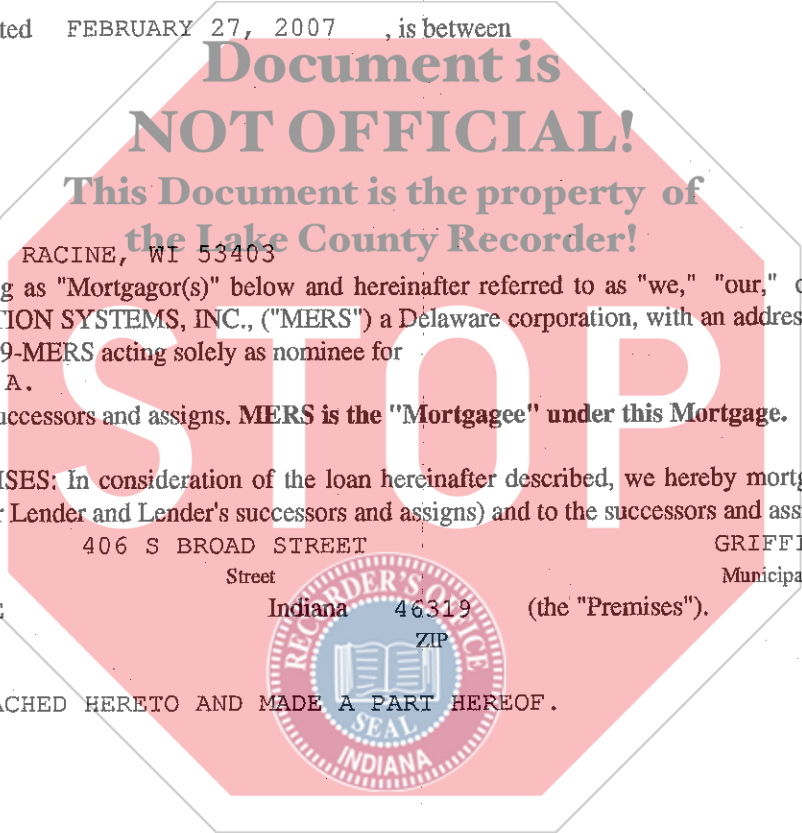 ted FEBRUARY 27, 2007 , is between
Document is
NOT OFFICIAL!
This Document is the property of
the Lake County Recorder!
RACINE, WI 53403
g as "Mortgagor(s)" below and hereinafter referred to as "we," "our,"
TION SYSTEMS, INC., ("MERS") a Delaware corporation, with an addres
9-MERS acting solely as nominee for
A.
uccessors and assigns. MERS is the "Mortgagee" under this Mortgage.
STOP
ISES: In consideration of the loan hereinafter described, we hereby mortg
r Lender and Lender's successors and assigns) and to the successors and assi
406 S BROAD STREET GRIFFI
Street Municipa
Indiana 46319 (the "Premises").
ZIP
ACHED HERETO AND MADE A PART HEREOF.
RECORDER'S OFFICE
SEAL
INDIANA